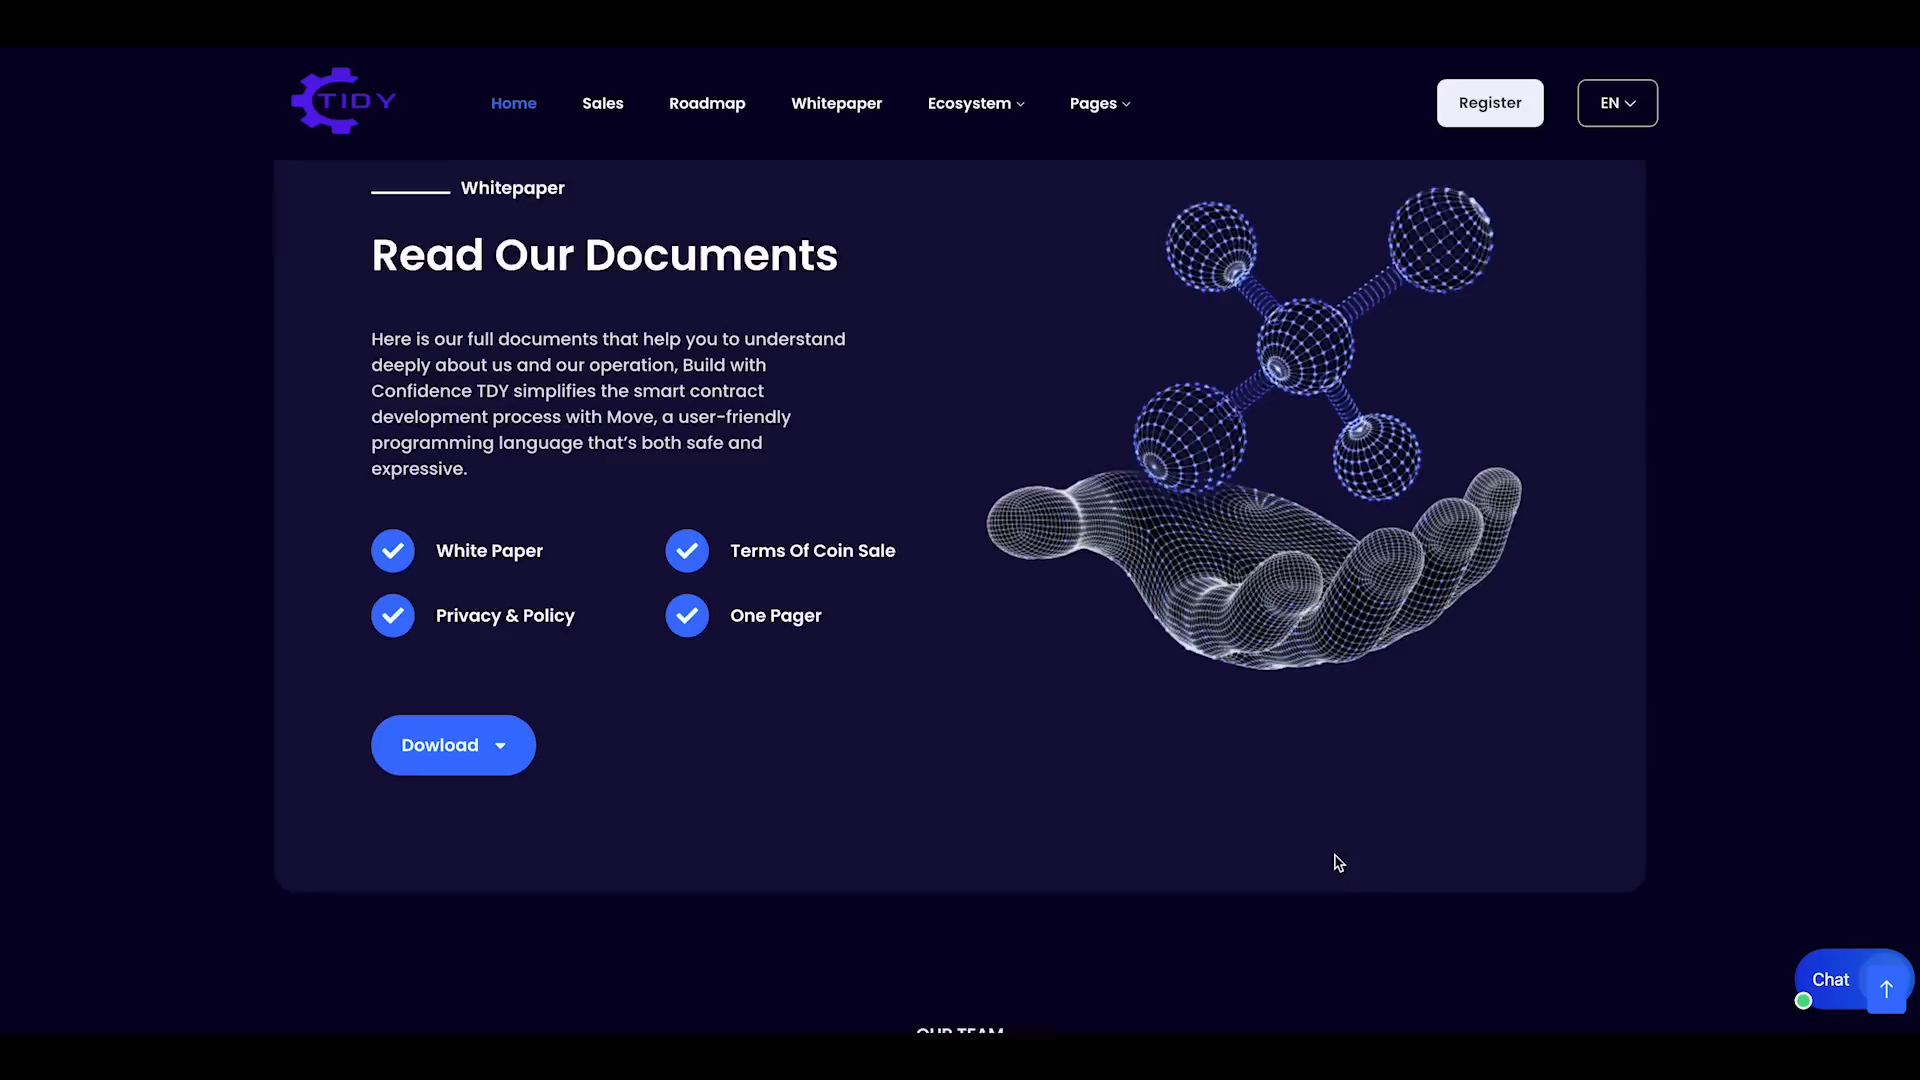 TIDY
Home
Sales
Roadmap
Whitepaper
Ecosystem
Pages
Register
EN
Whitepaper
Read Our Documents
Here is our full documents that help you to understand
deeply about us and our operation, Build with
Confidence TDY simplifies the smart contract
development process with Move, a user-friendly
programming language that’s both safe and
expressive.
White Paper
Terms Of Coin Sale
Privacy & Policy
One Pager
Dowload
Chat
OUR TEAM